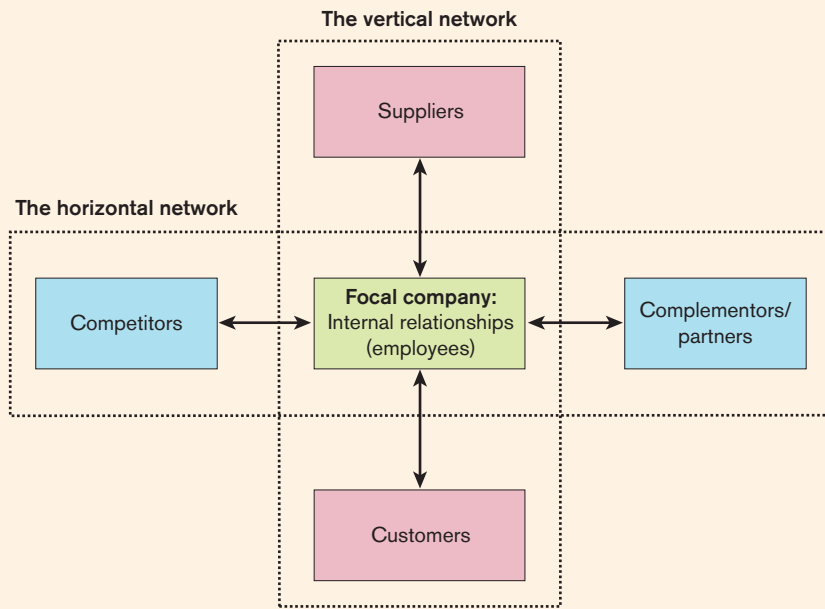 The vertical network
Suppliers
The horizontal network
Competitors
Focal company:
Internal relationships
(employees)
Complementors/
partners
Customers